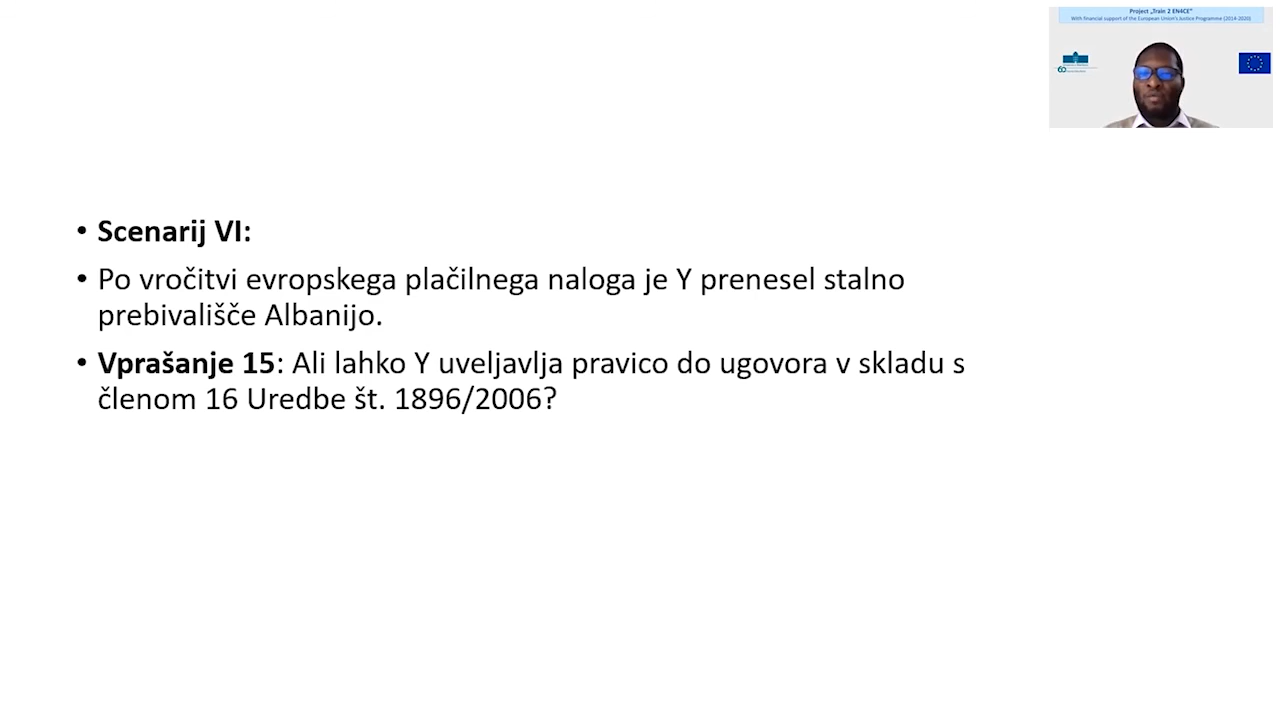 Project „Train 2 EN4CE"
With financial support of the European Union's Justice Programme (2014-2020)
60
• Scenarij VI:
• Po vročitvi evropskega plačilnega naloga je Y prenesel stalno
prebivališče Albanijo.
• Vprašanje 15: Ali lahko Y uveljavlja pravico do ugovora v skladu s
členom 16 Uredbe št. 1896/2006?